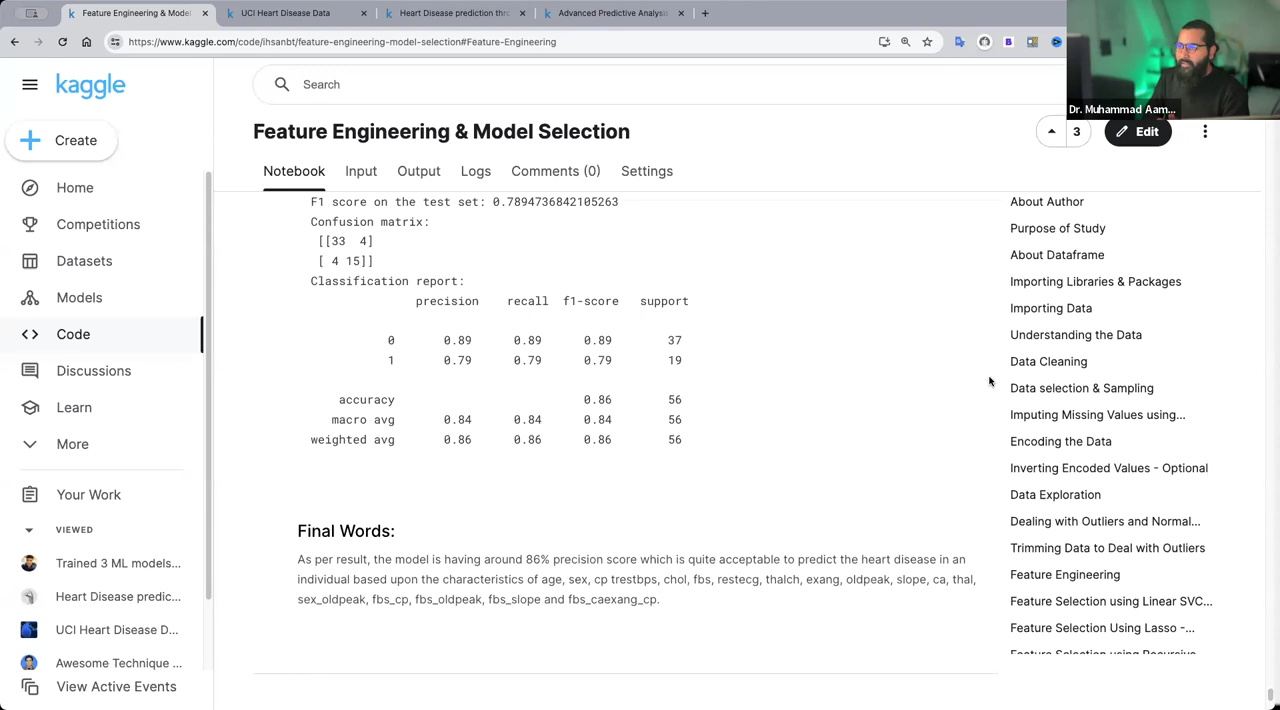 Feature Engineering & Model
UCI Heart Disease Data
Heart Disease prediction thro
Advanced Predictive Analysis
https://www.kaggle.com/code/ihsanbt/feature-engineering-model-selection#Feature-Engineering
Dr. Muhammad Aam...
kaggle
Search
Create
Feature Engineering & Model Selection
3
Edit
Notebook
Input
Output
Logs
Comments (0)
Settings
Home
Competitions
Datasets
Models
Code
Discussions
Learn
More
Your Work
VIEWED
Trained 3 ML models...
Heart Disease predic...
UCI Heart Disease D...
Awesome Technique ...
View Active Events
F1 score on the test set: 0.7894736842105263
Confusion matrix:
[[33 4]
[ 4 15]]
Classification report:
precision recall f1-score support
0 0.89 0.89 0.89 37
1 0.79 0.79 0.79 19
accuracy 0.86 56
macro avg 0.84 0.84 0.84 56
weighted avg 0.86 0.86 0.86 56
Final Words:
As per result, the model is having around 86% precision score which is quite acceptable to predict the heart disease in an
individual based upon the characteristics of age, sex, cp trestbps, chol, fbs, restecg, thalch, exang, oldpeak, slope, ca, thal,
sex_oldpeak, fbs_cp, fbs_oldpeak, fbs_slope and fbs_caexang_cp.
About Author
Purpose of Study
About Dataframe
Importing Libraries & Packages
Importing Data
Understanding the Data
Data Cleaning
Data selection & Sampling
Imputing Missing Values using...
Encoding the Data
Inverting Encoded Values - Optional
Data Exploration
Dealing with Outliers and Normal...
Trimming Data to Deal with Outliers
Feature Engineering
Feature Selection using Linear SVC...
Feature Selection Using Lasso -...
Feature Selection using Recursive